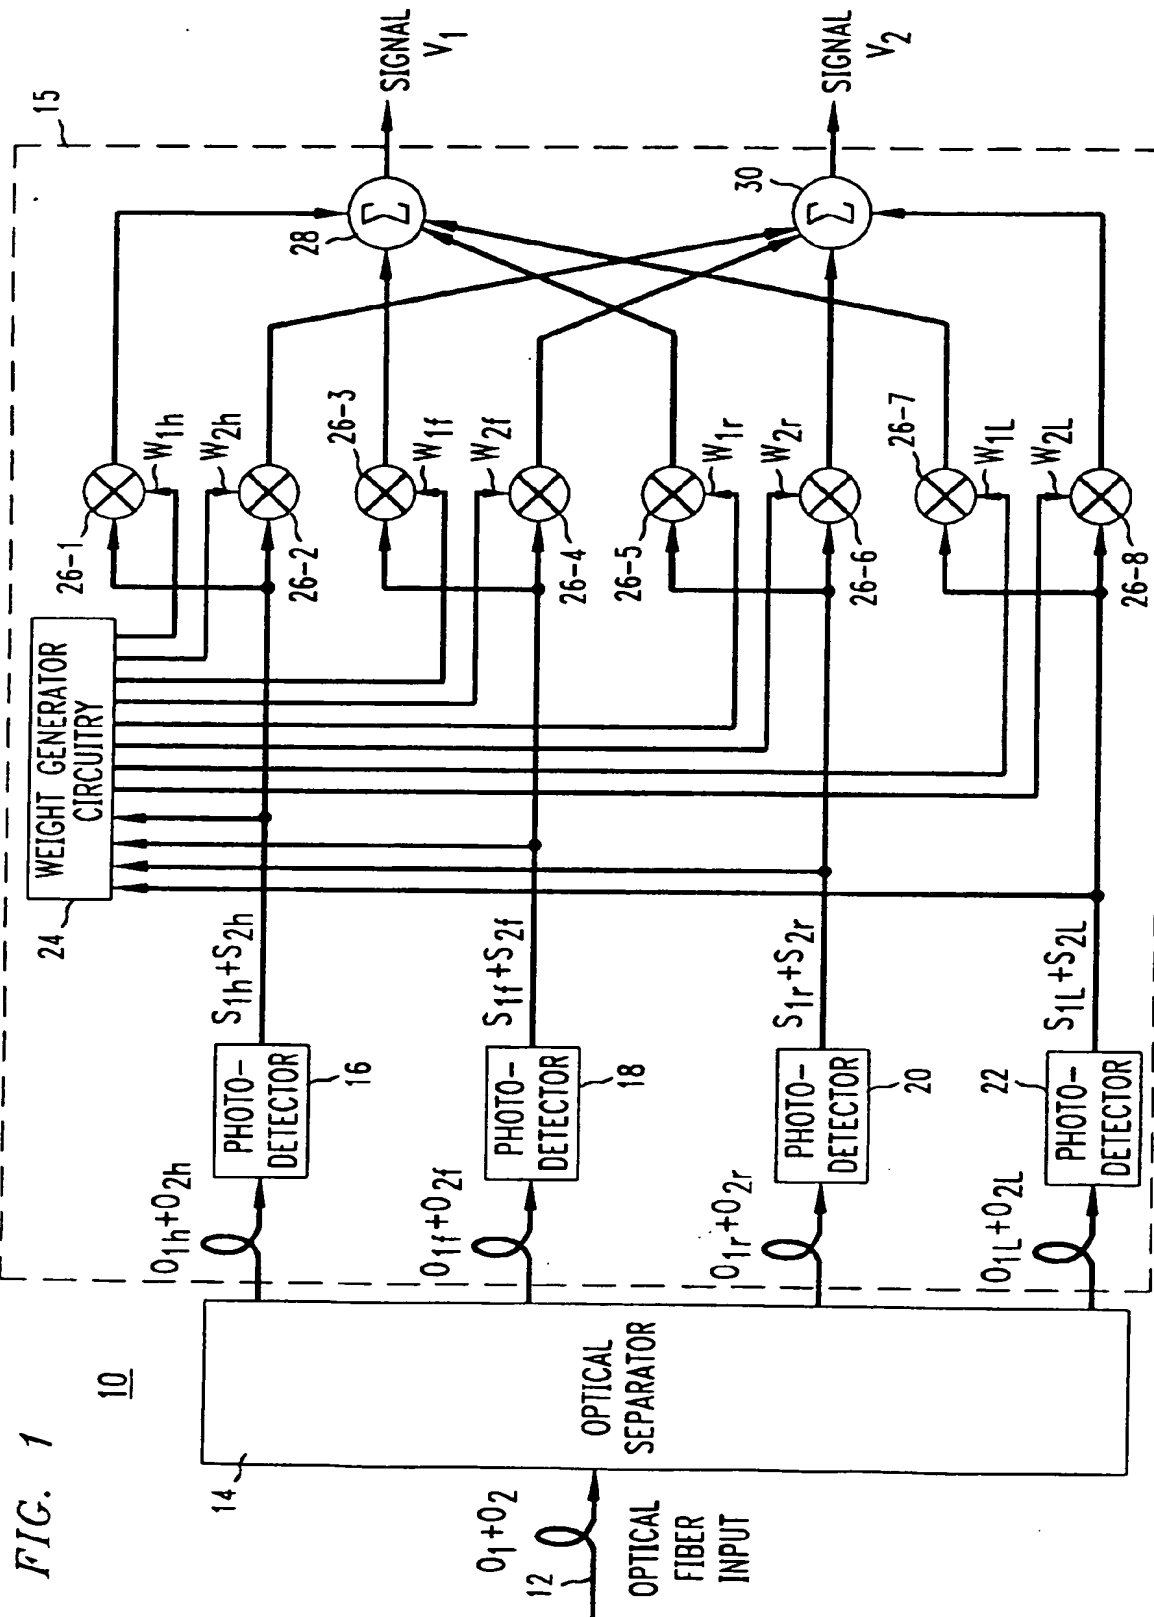 FIG. 1
10
12
O1+O2
OPTICAL
FIBER
INPUT
14
OPTICAL
SEPARATOR
15
O1h+O2h
PHOTO-
DETECTOR
16
S1h+S2h
O1f+O2f
PHOTO-
DETECTOR
18
S1f+S2f
O1r+O2r
PHOTO-
DETECTOR
20
S1r+S2r
O1L+O2L
PHOTO-
DETECTOR
22
S1L+S2L
24
WEIGHT GENERATOR
CIRCUITRY
26-1
W1h
W2h
26-2
26-3
W1f
W2f
26-4
26-5
W1r
W2r
26-6
26-7
W1L
W2L
26-8
28
Σ
SIGNAL
V1
30
Σ
SIGNAL
V2